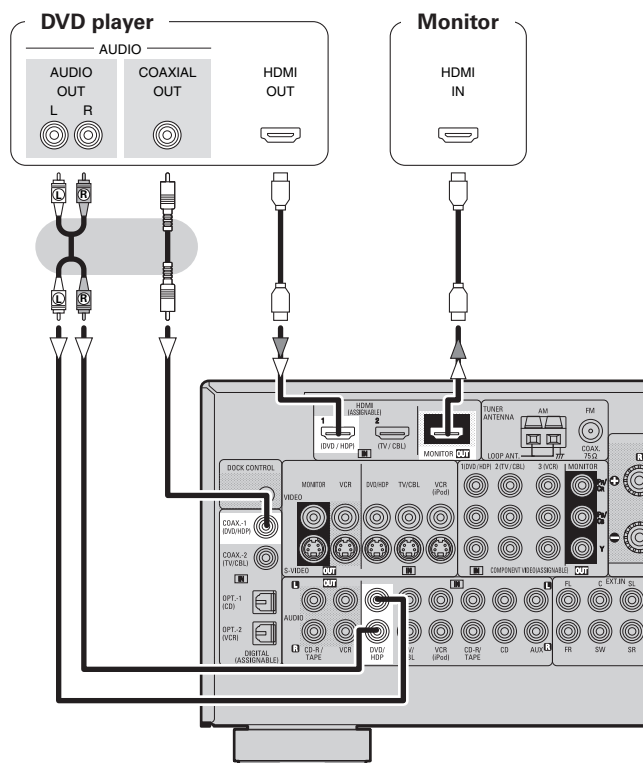 DVD player
AUDIO
AUDIO
OUT
L R
COAXIAL
OUT
HDMI
OUT
Monitor
HDMI
IN
L R
L R
HDMI
(ASSIGNABLE)
1 2
(DVD / HDP) (TV / CBL)
IN
MONITOR OUT
TUNER
ANTENNA
AM
FM
COAX.
75Ω
LOOP ANT.
DOCK CONTROL
VIDEO
MONITOR VCR DVD/HDP TV/CBL VCR
(iPod)
S-VIDEO OUT IN
1(DVD/HDP) 2(TV/CBL) 3(VCR) MONITOR
Y
IN COMPONENT VIDEO(ASSIGNABLE) OUT
COAX.-1
(DVD/HDP)
COAX.-2
(TV/CBL)
IN
OPT.-1
(CD)
OPT.-2
(VCR)
DIGITAL
(ASSIGNABLE)
OUT IN
L L
AUDIO
R R
CD-R /
TAPE
VCR
DVD/
HDP
VCR
(iPod)
CD-R /
TAPE
CD
AUX
EXT.IN
FL C SL
FR SW SR